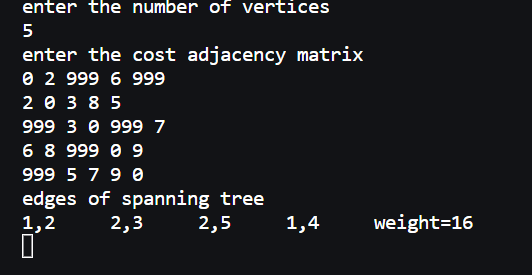 enter the number of vertices
5
enter the cost adjacency matrix
0 2 999 6 999
2 0 3 8 5
999 3 0 999 7
6 8 999 0 9
999 5 7 9 0
edges of spanning tree
1,2     2,3     2,5     1,4     weight=16